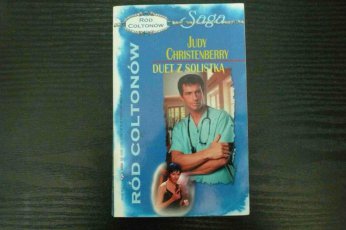 RÓD
COLTONÓW
Saga
JUDY
CHRISTENBERRY
DUET Z SOLISTKĄ
RÓD COLTONÓW